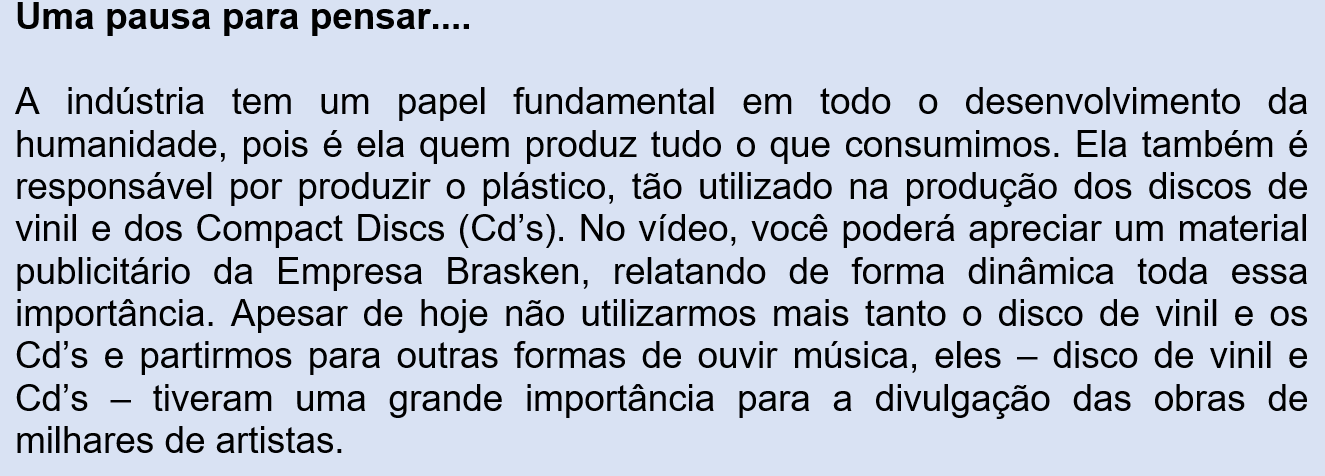 Uma pausa para pensar....
A indústria tem um papel fundamental em todo o desenvolvimento da
humanidade, pois é ela quem produz tudo o que consumimos. Ela também é
responsável por produzir o plástico, tão utilizado na produção dos discos de
vinil e dos Compact Discs (Cd’s). No vídeo, você poderá apreciar um material
publicitário da Empresa Brasken, relatando de forma dinâmica toda essa
importância. Apesar de hoje não utilizarmos mais tanto o disco de vinil e os
Cd’s e partirmos para outras formas de ouvir música, eles – disco de vinil e
Cd’s – tiveram uma grande importância para a divulgação das obras de
milhares de artistas.